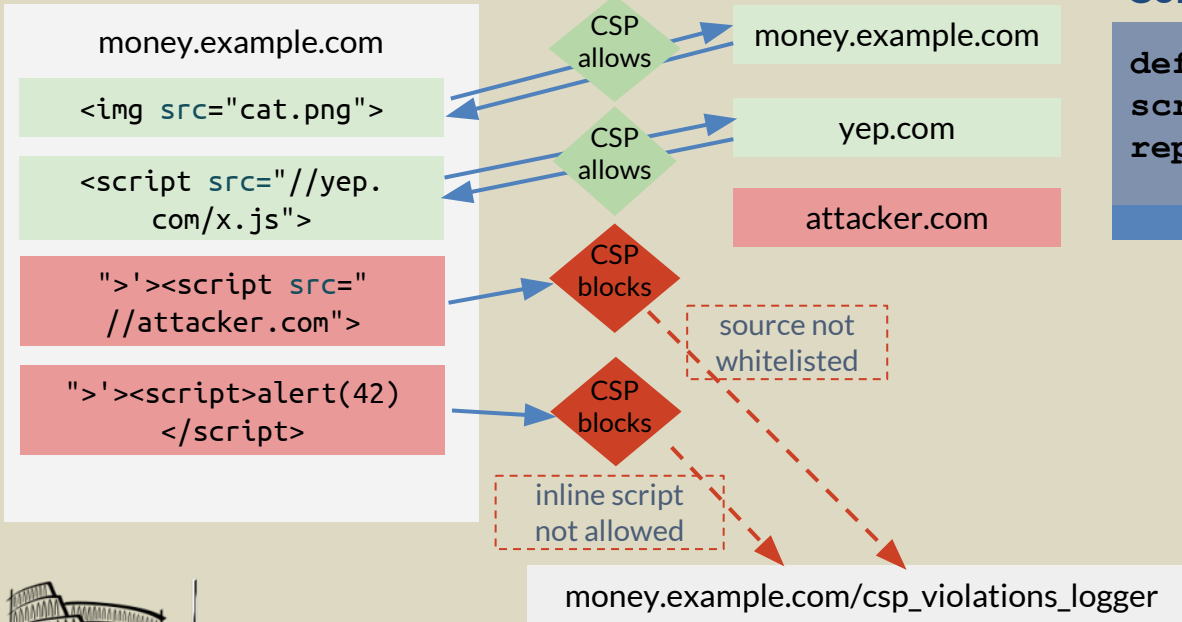 money.example.com
<img src="cat.png">
<script src="//yep.
com/x.js">
">'><script src="
//attacker.com">
">'><script>alert(42)
</script>
CSP
allows
CSP
allows
CSP
blocks
CSP
blocks
source not
whitelisted
inline script
not allowed
money.example.com
yep.com
attacker.com
money.example.com/csp_violations_logger